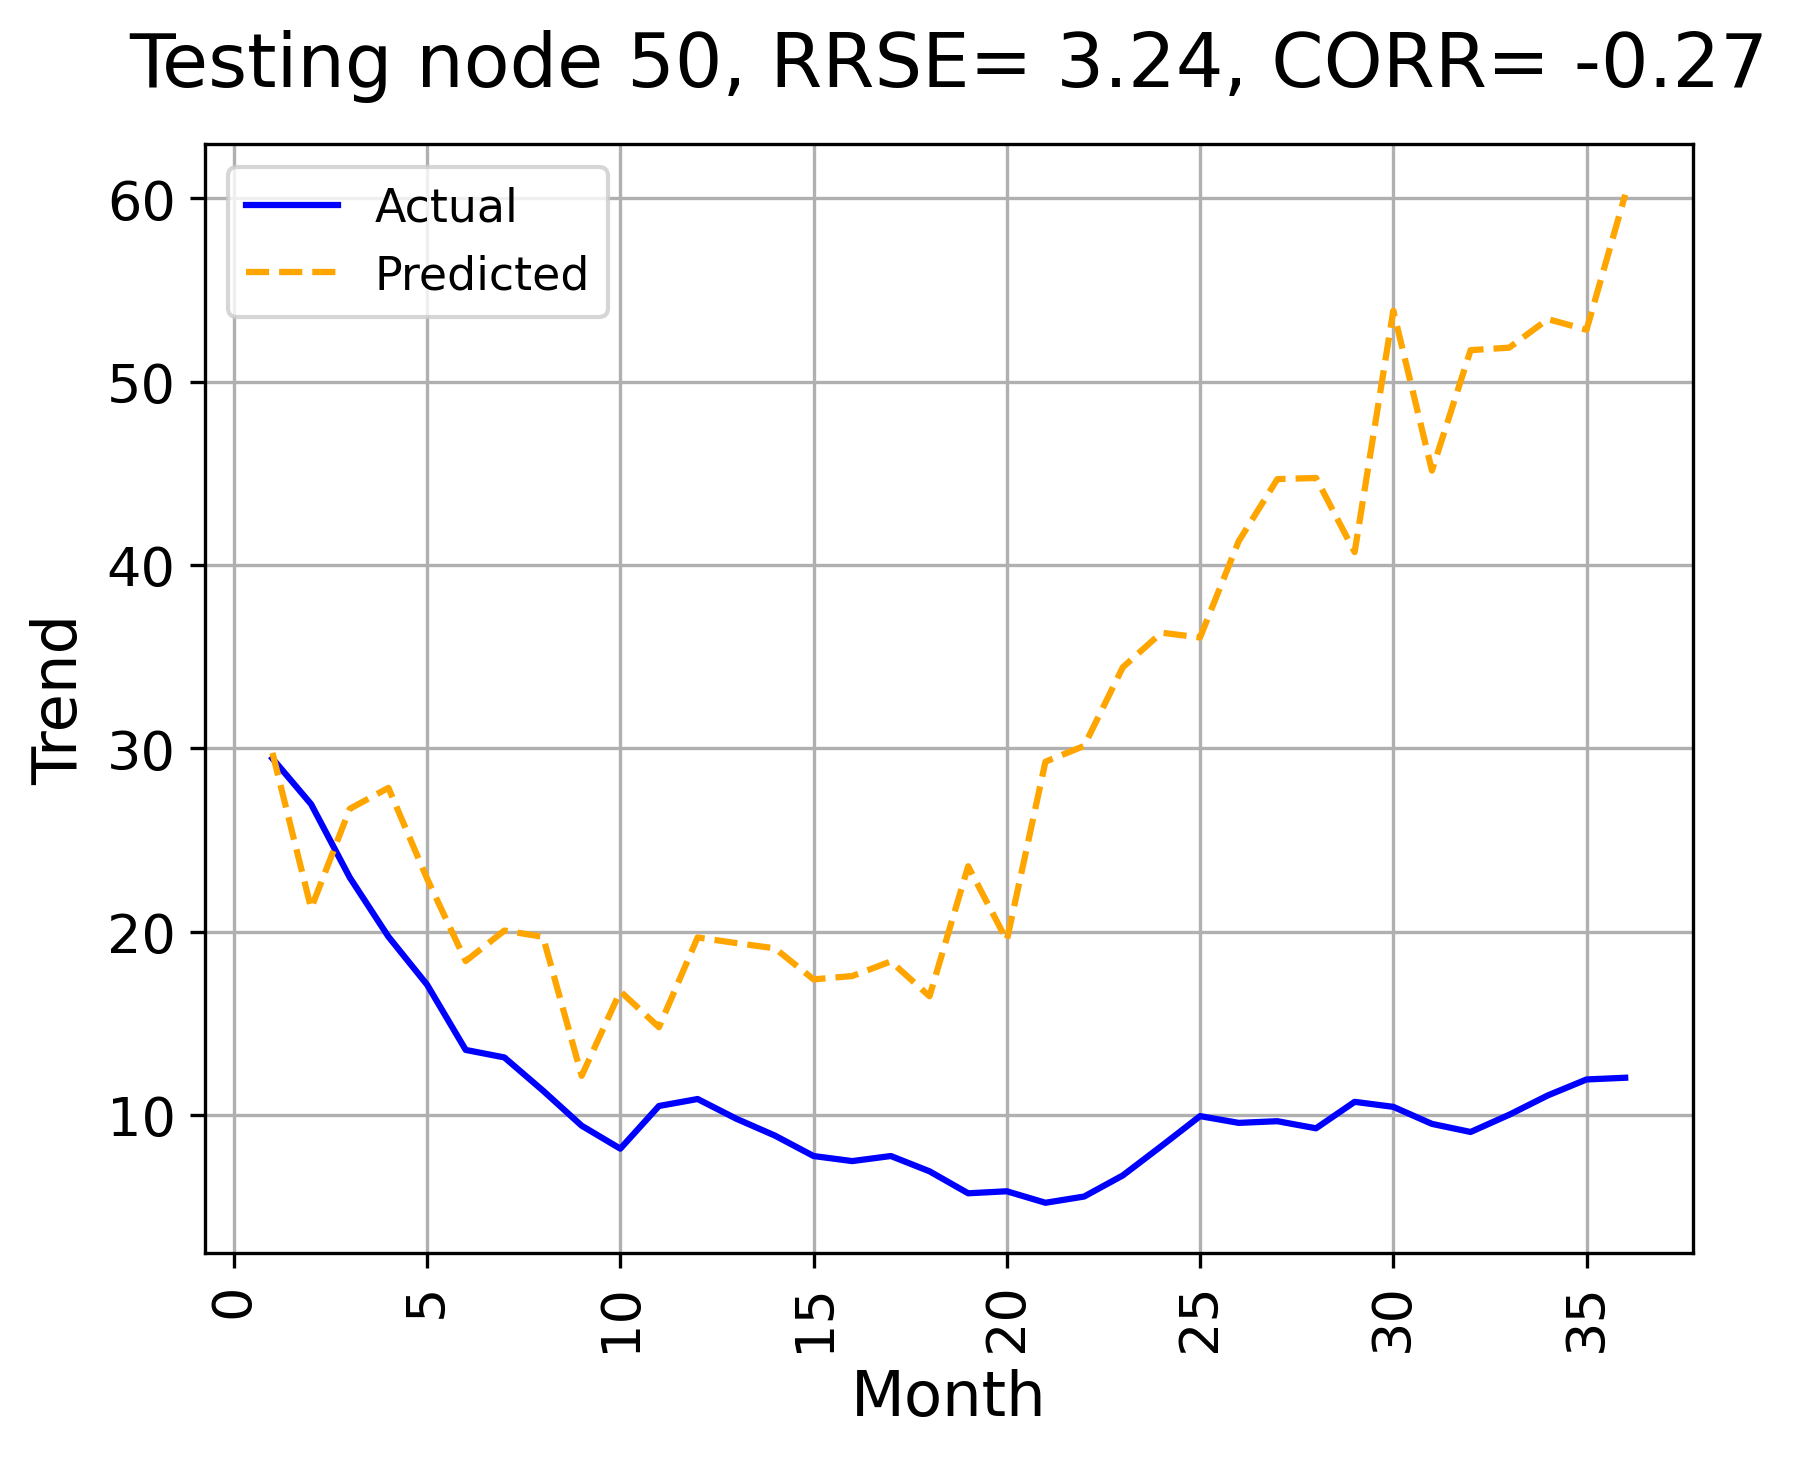 Testing node 50, RRSE= 3.24, CORR= -0.27
Actual
Predicted
60
50
40
30
20
10
Trend
0 5 10 15 20 25 30 35
Month